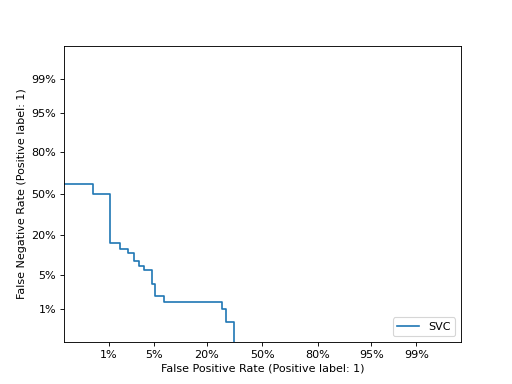 99%
95%
80%
50%
20%
5%
1%
False Negative Rate (Positive label: 1)
SVC
1% 5% 20% 50% 80% 95% 99%
False Positive Rate (Positive label: 1)